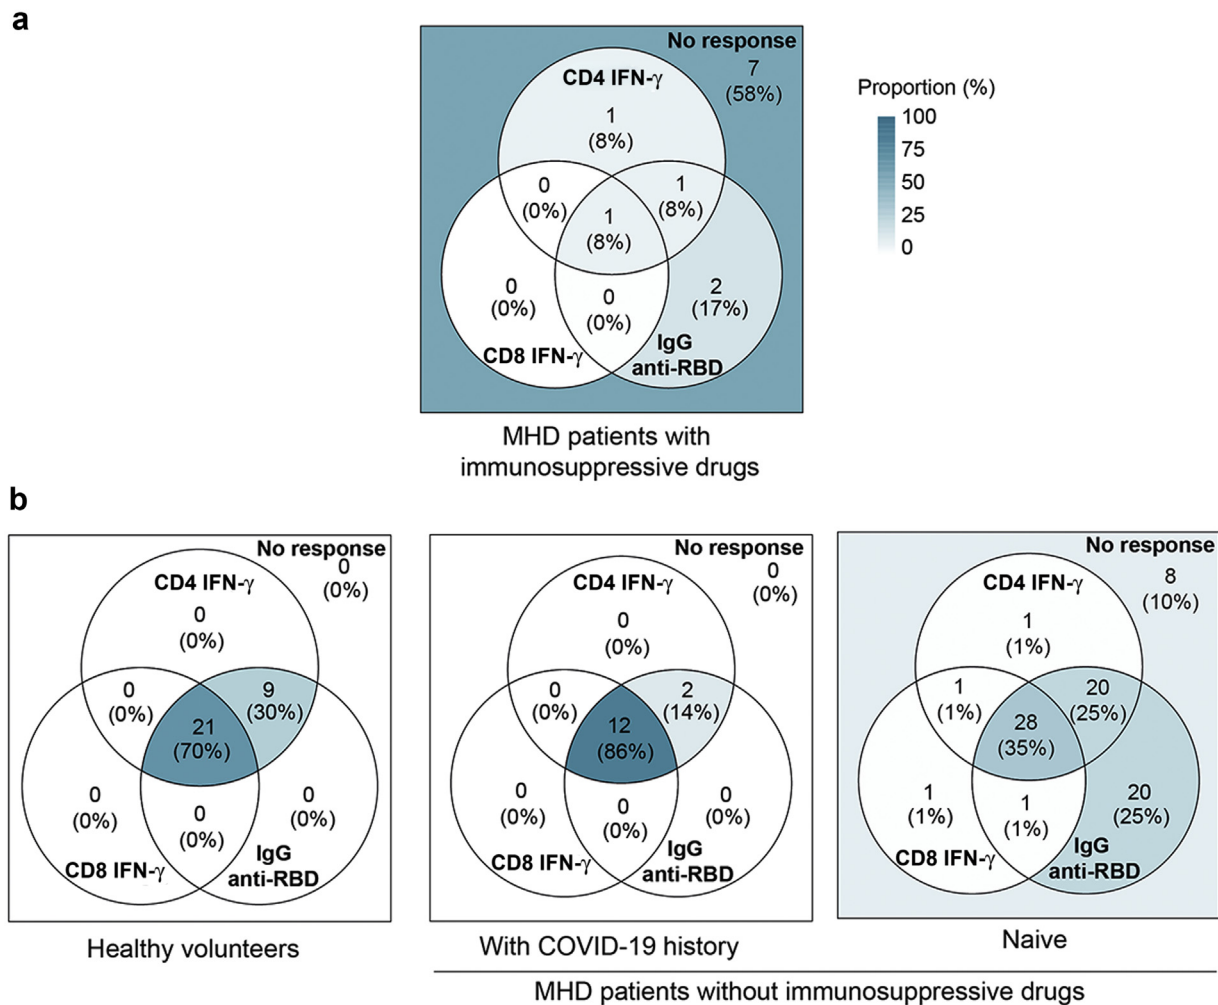 a
No response
7
(58%)
CD4 IFN-γ
1
(8%)
0
(0%)
1
(8%)
1
(8%)
0
(0%)
0
(0%)
2
(17%)
CD8 IFN-γ
IgG
anti-RBD
MHD patients with
immunosuppressive drugs
Proportion (%)
100
75
50
25
0
b
No response
0
(0%)
CD4 IFN-γ
0
(0%)
0
(0%)
9
(30%)
21
(70%)
0
(0%)
0
(0%)
0
(0%)
CD8 IFN-γ
IgG
anti-RBD
Healthy volunteers
No response
0
(0%)
CD4 IFN-γ
0
(0%)
0
(0%)
2
(14%)
12
(86%)
0
(0%)
0
(0%)
0
(0%)
CD8 IFN-γ
IgG
anti-RBD
With COVID-19 history
No response
8
(10%)
CD4 IFN-γ
1
(1%)
1
(1%)
20
(25%)
28
(35%)
1
(1%)
1
(1%)
20
(25%)
CD8 IFN-γ
IgG
anti-RBD
Naive
MHD patients without immunosuppressive drugs